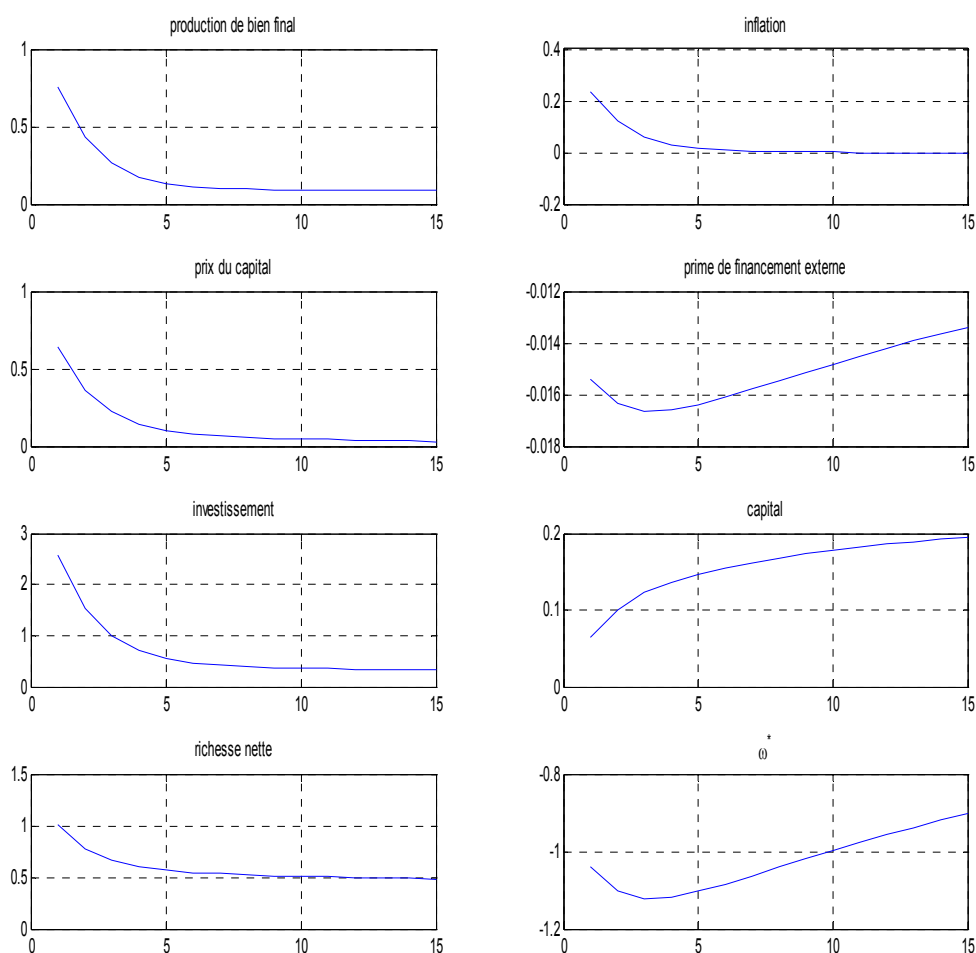 production de bien final
1
0.5
0
0 5 10 15
inflation
0.4
0.2
0
-0.2
0 5 10 15
prix du capital
1
0.5
0
0 5 10 15
prime de financement externe
-0.012
-0.014
-0.016
-0.018
0 5 10 15
investissement
3
2
1
0
0 5 10 15
capital
0.2
0.1
0
0 5 10 15
richesse nette
1.5
1
0.5
0
0 5 10 15
ω*
-0.8
-1
-1.2
0 5 10 15